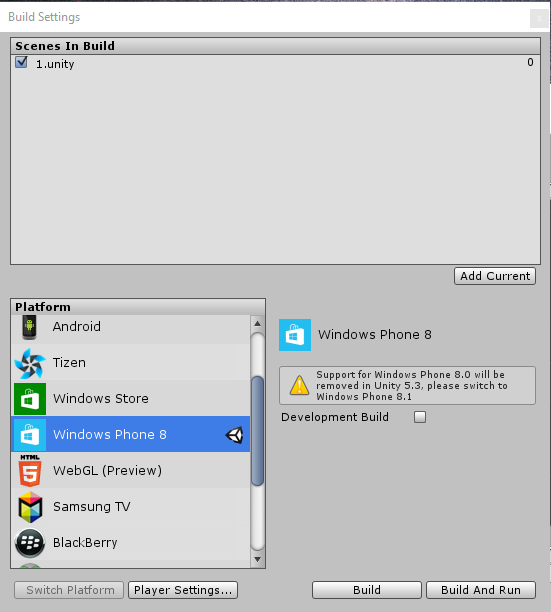 Build Settings
x
Scenes In Build
1.unity 0
Add Current
Platform
Android
Tizen
Windows Store
Windows Phone 8
HTML
5
WebGL (Preview)
Samsung TV
BlackBerry
Windows Phone 8
Support for Windows Phone 8.0 will be
removed in Unity 5.3, please switch to
Windows Phone 8.1
Development Build
Switch Platform
Player Settings...
Build
Build And Run